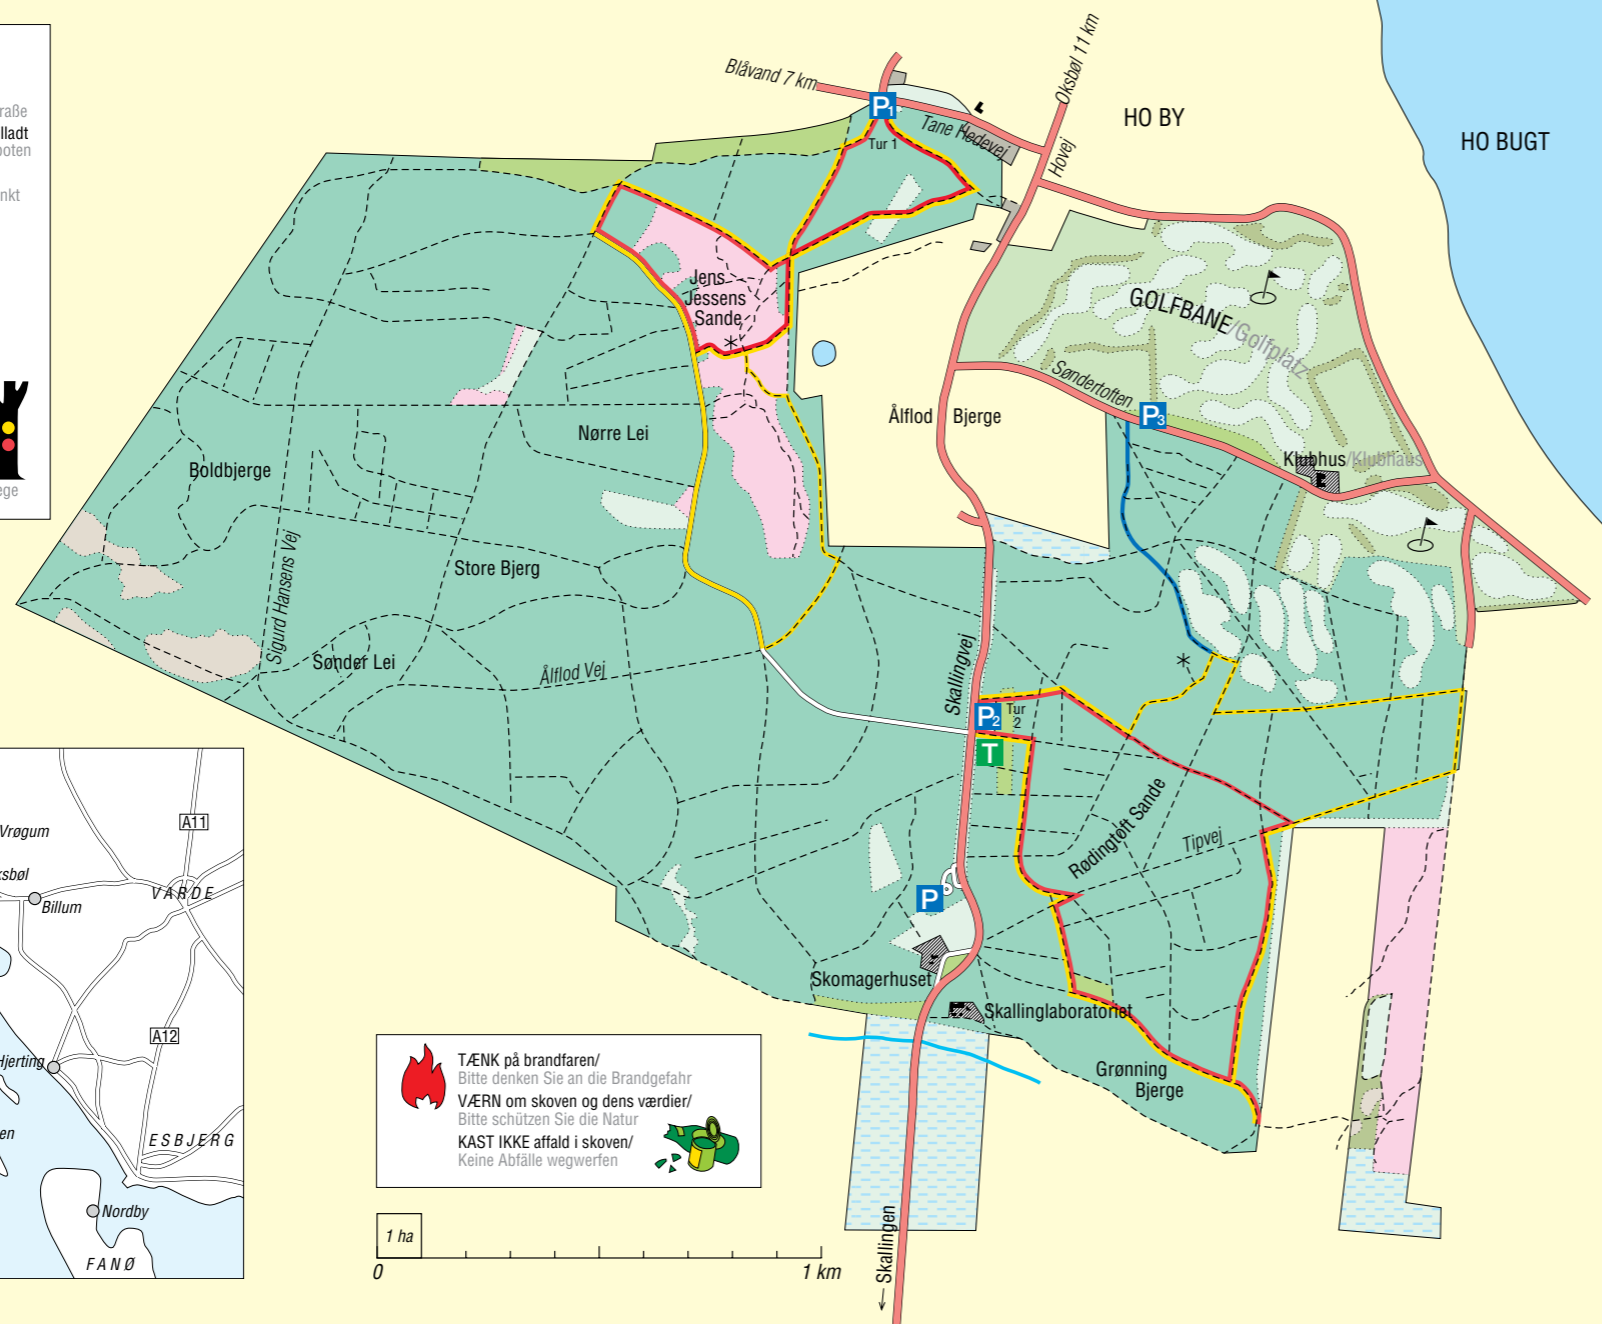 raße
lladt
boten
nkt
ege
Blåvand 7 km
Oksbøl 11 km
P1
Tur 1
Tane Hedevej
Hovej
HO BY
HO BUGT
Jens
Jessens
Sande
GOLFBANE/Golfplatz
Søndertoften
P3
Klubhus/Klubhaus
Ålflod Bjerge
Nørre Lei
Boldbjerge
Store Bjerg
Sigurd Hansens Vej
Sønder Lei
Ålflod Vej
Skallingvej
P2
Tur
2
T
Rødingtoft Sande
Tipvej
P
Skomagerhuset
Skallinglaboratoriet
Grønning
Bjerge
Skallingen
Vrøgum
ksbøl
Billum
A11
VARDE
A12
Hjerting
en
ESBJERG
Nordby
FANØ
TÆNK på brandfaren/
Bitte denken Sie an die Brandgefahr
VÆRN om skoven og dens værdier/
Bitte schützen Sie die Natur
KAST IKKE affald i skoven/
Keine Abfälle wegwerfen
1 ha
0
1 km